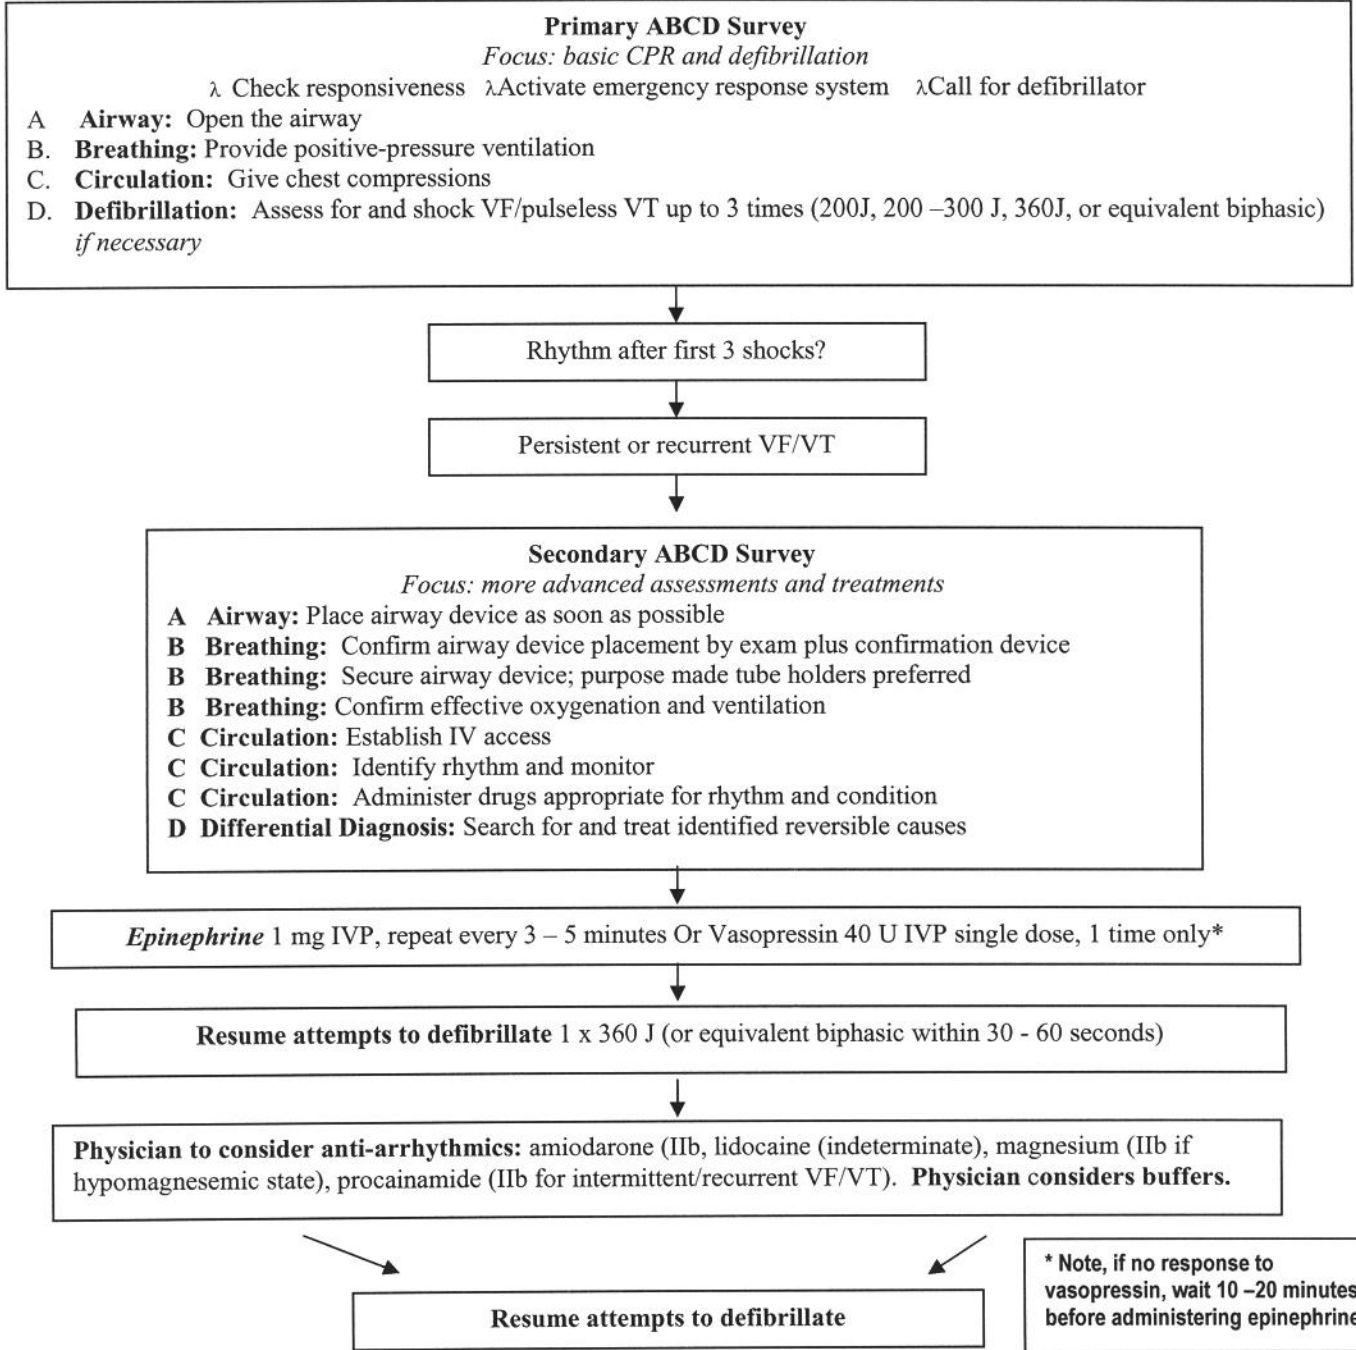 Primary ABCD Survey
Focus: basic CPR and defibrillation
λ Check responsiveness λActivate emergency response system λCall for defibrillator
A Airway: Open the airway
B. Breathing: Provide positive-pressure ventilation
C. Circulation: Give chest compressions
D. Defibrillation: Assess for and shock VF/pulseless VT up to 3 times (200J, 200 –300 J, 360J, or equivalent biphasic)
if necessary
Rhythm after first 3 shocks?
Persistent or recurrent VF/VT
Secondary ABCD Survey
Focus: more advanced assessments and treatments
A Airway: Place airway device as soon as possible
B Breathing: Confirm airway device placement by exam plus confirmation device
B Breathing: Secure airway device; purpose made tube holders preferred
B Breathing: Confirm effective oxygenation and ventilation
C Circulation: Establish IV access
C Circulation: Identify rhythm and monitor
C Circulation: Administer drugs appropriate for rhythm and condition
D Differential Diagnosis: Search for and treat identified reversible causes
Epinephrine 1 mg IVP, repeat every 3 – 5 minutes Or Vasopressin 40 U IVP single dose, 1 time only*
Resume attempts to defibrillate 1 x 360 J (or equivalent biphasic within 30 - 60 seconds)
Physician to consider anti-arrhythmics: amiodarone (IIb, lidocaine (indeterminate), magnesium (IIb if
hypomagnesemic state), procainamide (IIb for intermittent/recurrent VF/VT). Physician considers buffers.
Resume attempts to defibrillate
* Note, if no response to
vasopressin, wait 10 –20 minutes
before administering epinephrine